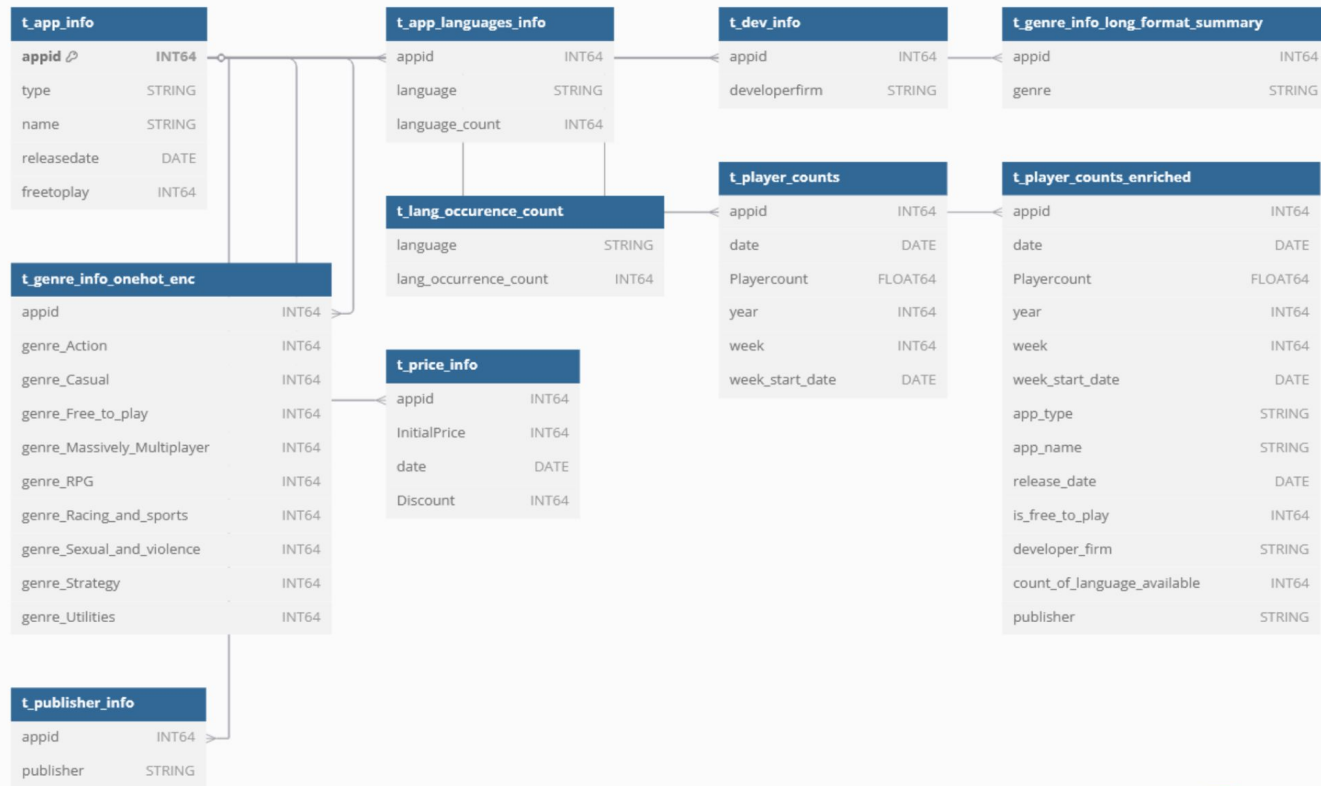 t_app_info
appid INT64
type STRING
name STRING
releasedate DATE
freetoplay INT64
t_app_languages_info
appid INT64
language STRING
language_count INT64
t_dev_info
appid INT64
developerfirm STRING
t_genre_info_long_format_summary
appid INT64
genre STRING
t_lang_occurence_count
language STRING
lang_occurrence_count INT64
t_player_counts
appid INT64
date DATE
Playercount FLOAT64
year INT64
week INT64
week_start_date DATE
t_player_counts_enriched
appid INT64
date DATE
Playercount FLOAT64
year INT64
week INT64
week_start_date DATE
app_type STRING
app_name STRING
release_date DATE
is_free_to_play INT64
developer_firm STRING
count_of_language_available INT64
publisher STRING
t_genre_info_onehot_enc
appid INT64
genre_Action INT64
genre_Casual INT64
genre_Free_to_play INT64
genre_Massively_Multiplayer INT64
genre_RPG INT64
genre_Racing_and_sports INT64
genre_Sexual_and_violence INT64
genre_Strategy INT64
genre_Utilities INT64
t_price_info
appid INT64
InitialPrice INT64
date DATE
Discount INT64
t_publisher_info
appid INT64
publisher STRING